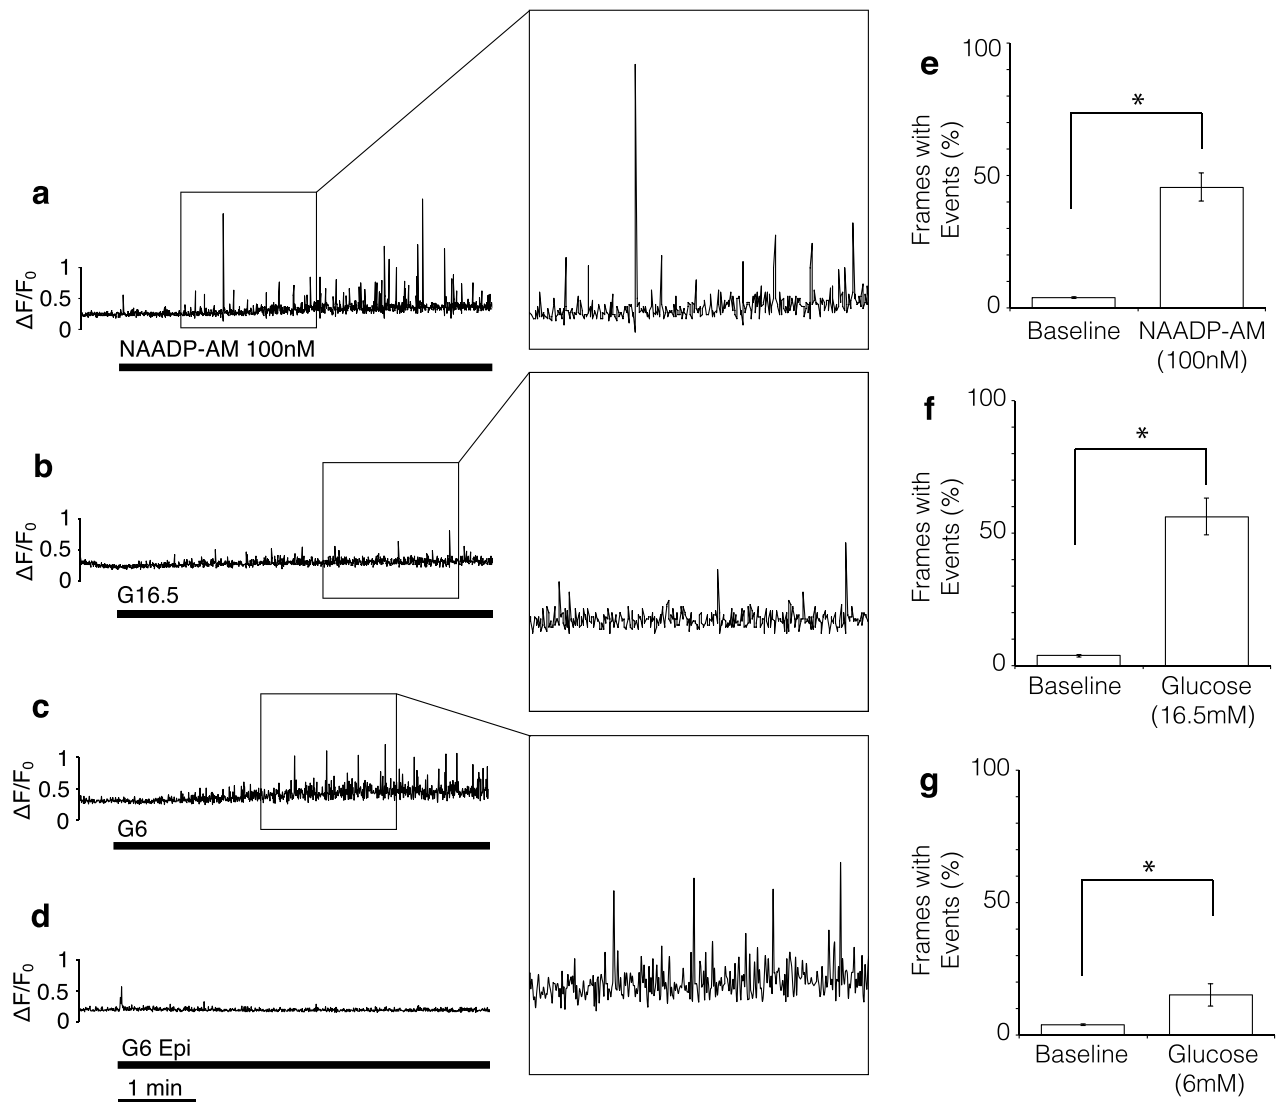 a
1
0.5
0
ΔF/F0
NAADP-AM 100nM
b
1
0.5
0
ΔF/F0
G16.5
c
1
0.5
0
ΔF/F0
G6
d
1
0.5
0
ΔF/F0
G6 Epi
1 min
e
100
50
0
Frames with
Events (%)
*
Baseline
NAADP-AM
(100nM)
f
100
50
0
Frames with
Events (%)
*
Baseline
Glucose
(16.5mM)
g
100
50
0
Frames with
Events (%)
*
Baseline
Glucose
(6mM)